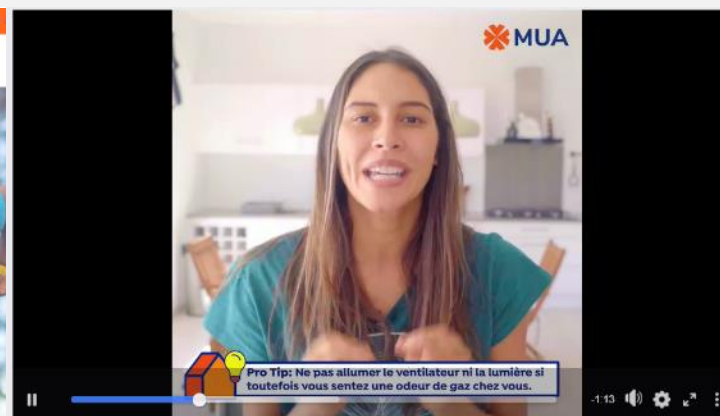 MUA
Pro Tip: Ne pas allumer le ventilateur ni la lumière si
toutefois vous sentez une odeur de gaz chez vous.
-1:13